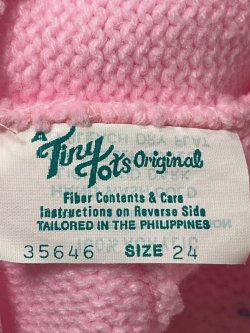 A
Tiny Tots Original
Fiber Contents & Care
Instructions on Reverse Side
TAILORED IN THE PHILIPPINES
35646 SIZE 24